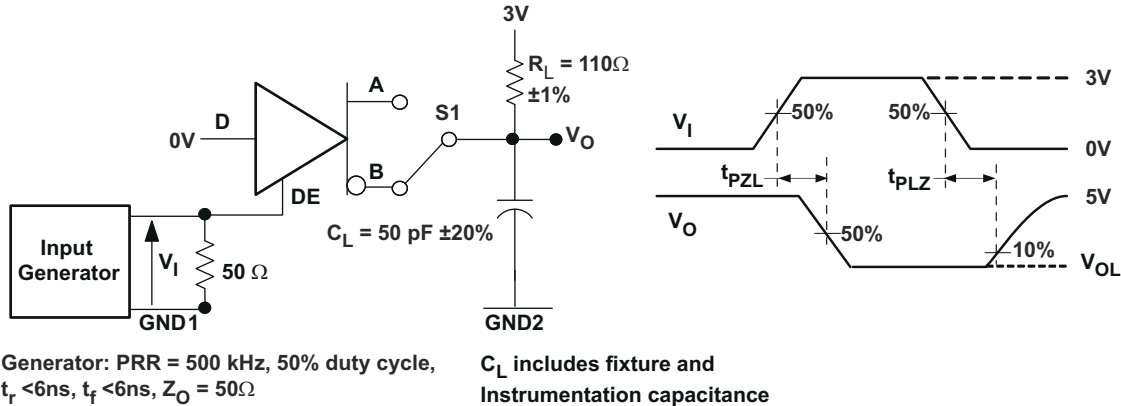 3V
R_L = 110Ω
±1%
A
S1
D
0V
V_O
B
DE
C_L = 50 pF ±20%
Input
Generator
V_I
50 Ω
GND1
GND2
3V
50%
50%
V_I
0V
t_PZL
t_PLZ
5V
V_O
50%
10%
V_OL
Generator: PRR = 500 kHz, 50% duty cycle,
t_r <6ns, t_f <6ns, Z_O = 50Ω
C_L includes fixture and
Instrumentation capacitance